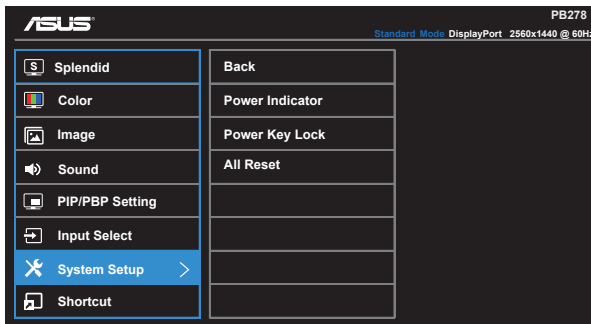 ASUS
PB278
Standard Mode DisplayPort 2560x1440 @ 60Hz
S Splendid
Color
Image
Sound
PIP/PBP Setting
Input Select
System Setup
Shortcut
Back
Power Indicator
Power Key Lock
All Reset